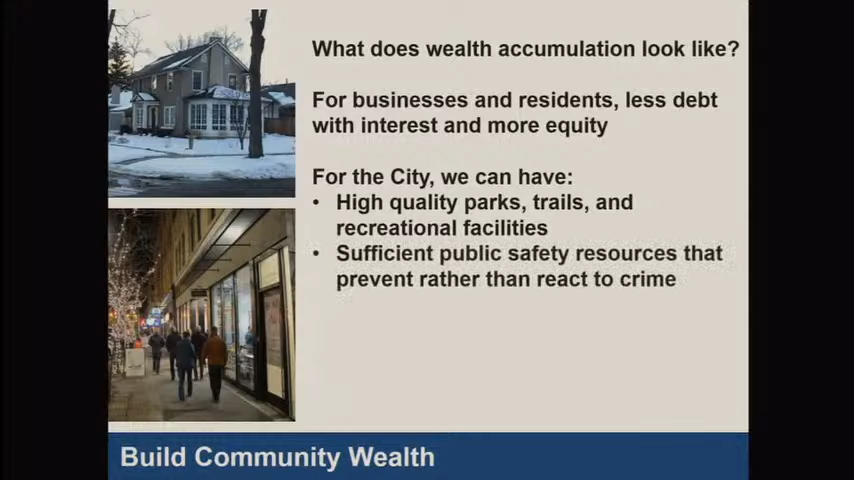 What does wealth accumulation look like?
For businesses and residents, less debt
with interest and more equity
For the City, we can have:
• High quality parks, trails, and
recreational facilities
• Sufficient public safety resources that
prevent rather than react to crime
Build Community Wealth